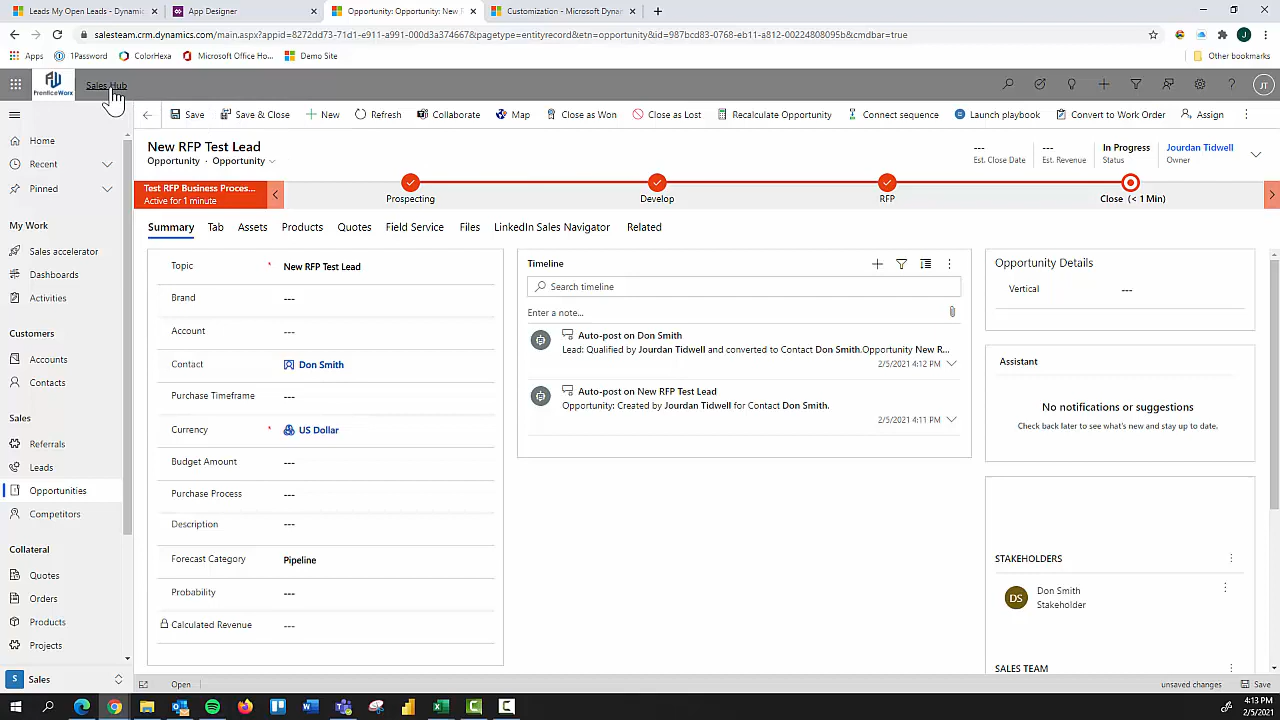 Leads My Open Leads - Dynamic
App Designer
Opportunity: Opportunity: New R
Customization - Microsoft Dynam
salesteam.crm.dynamics.com/main.aspx?appid=8272dd73-71d1-e911-a991-000d3a374667&pagetype=entityrecord&etn=opportunity&id=987bcd83-0768-eb11-a812-00224808095b&cmdbar=true
Apps
1Password
ColorHexa
Microsoft Office Ho...
Demo Site
Other bookmarks
PrenticeWorx
Sales Hub
JT
Save
Save & Close
New
Refresh
Collaborate
Map
Close as Won
Close as Lost
Recalculate Opportunity
Connect sequence
Launch playbook
Convert to Work Order
Assign
Home
Recent
Pinned
My Work
Sales accelerator
Dashboards
Activities
Customers
Accounts
Contacts
Sales
Referrals
Leads
Opportunities
Competitors
Collateral
Quotes
Orders
Products
Projects
S Sales
New RFP Test Lead
Opportunity · Opportunity
---
Est. Close Date
---
Est. Revenue
In Progress
Status
Jourdan Tidwell
Owner
Test RFP Business Proces...
Active for 1 minute
Prospecting
Develop
RFP
Close (< 1 Min)
Summary
Tab
Assets
Products
Quotes
Field Service
Files
LinkedIn Sales Navigator
Related
Topic * New RFP Test Lead
Brand ---
Account ---
Contact Don Smith
Purchase Timeframe ---
Currency * US Dollar
Budget Amount ---
Purchase Process ---
Description ---
Forecast Category Pipeline
Probability ---
Calculated Revenue ---
Timeline
Search timeline
Enter a note...
Auto-post on Don Smith
Lead: Qualified by Jourdan Tidwell and converted to Contact Don Smith.Opportunity New R...
2/5/2021 4:12 PM
Auto-post on New RFP Test Lead
Opportunity: Created by Jourdan Tidwell for Contact Don Smith.
2/5/2021 4:11 PM
Opportunity Details
Vertical ---
Assistant
No notifications or suggestions
Check back later to see what's new and stay up to date.
STAKEHOLDERS
DS
Don Smith
Stakeholder
SALES TEAM
Open
unsaved changes
Save
4:13 PM
2/5/2021